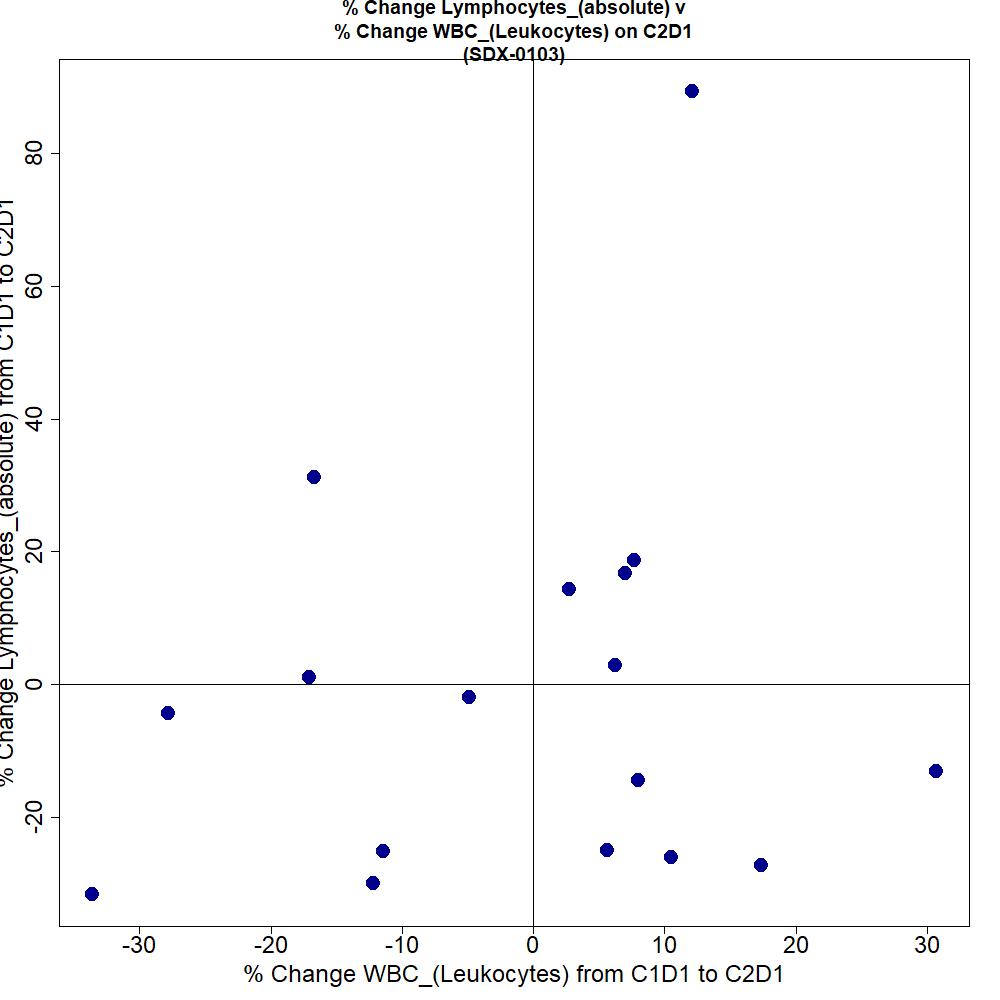 % Change Lymphocytes_(absolute) v
% Change WBC_(Leukocytes) on C2D1
(SDX-0103)
% Change Lymphocytes_(absolute) from C1D1 to C2D1
80
60
40
20
0
-20
-30
-20
-10
0
10
20
30
% Change WBC_(Leukocytes) from C1D1 to C2D1